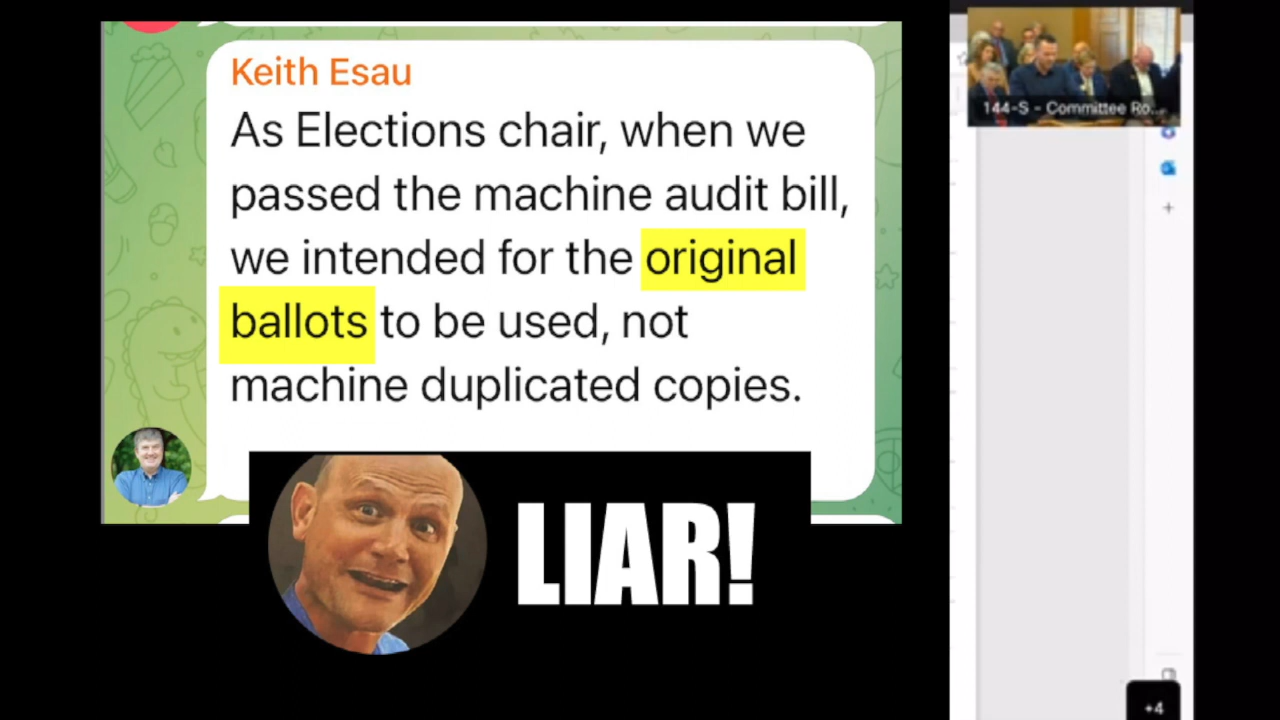 Keith Esau
As Elections chair, when we
passed the machine audit bill,
we intended for the original
ballots to be used, not
machine duplicated copies.
LIAR!
144-S - Committee Ro...
+4